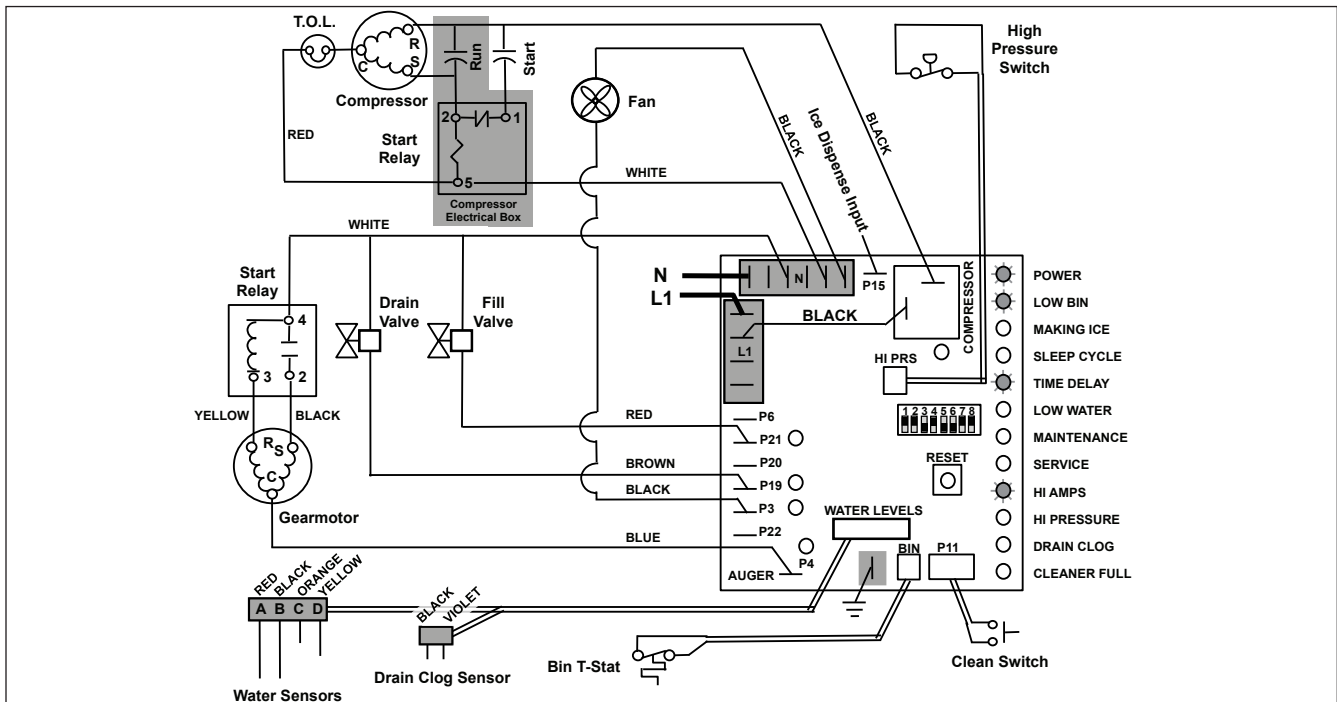 T.O.L.
R
S
C
Compressor
Run
Start
2
1
5
Start
Relay
Compressor
Electrical Box
RED
WHITE
Fan
BLACK
Ice Dispense Input
BLACK
High
Pressure
Switch
WHITE
Start
Relay
4
3
2
Drain
Valve
Fill
Valve
YELLOW
BLACK
R
S
C
Gearmotor
N
L1
N
P15
BLACK
L1
COMPRESSOR
HI PRS
1 2 3 4 5 6 7 8
RESET
RED
BROWN
BLACK
BLUE
P6
P21
P20
P19
P3
P22
P4
AUGER
WATER LEVELS
BIN
P11
POWER
LOW BIN
MAKING ICE
SLEEP CYCLE
TIME DELAY
LOW WATER
MAINTENANCE
SERVICE
HI AMPS
HI PRESSURE
DRAIN CLOG
CLEANER FULL
RED
BLACK
ORANGE
YELLOW
A B C D
Water Sensors
BLACK
VIOLET
Drain Clog Sensor
Bin T-Stat
Clean Switch